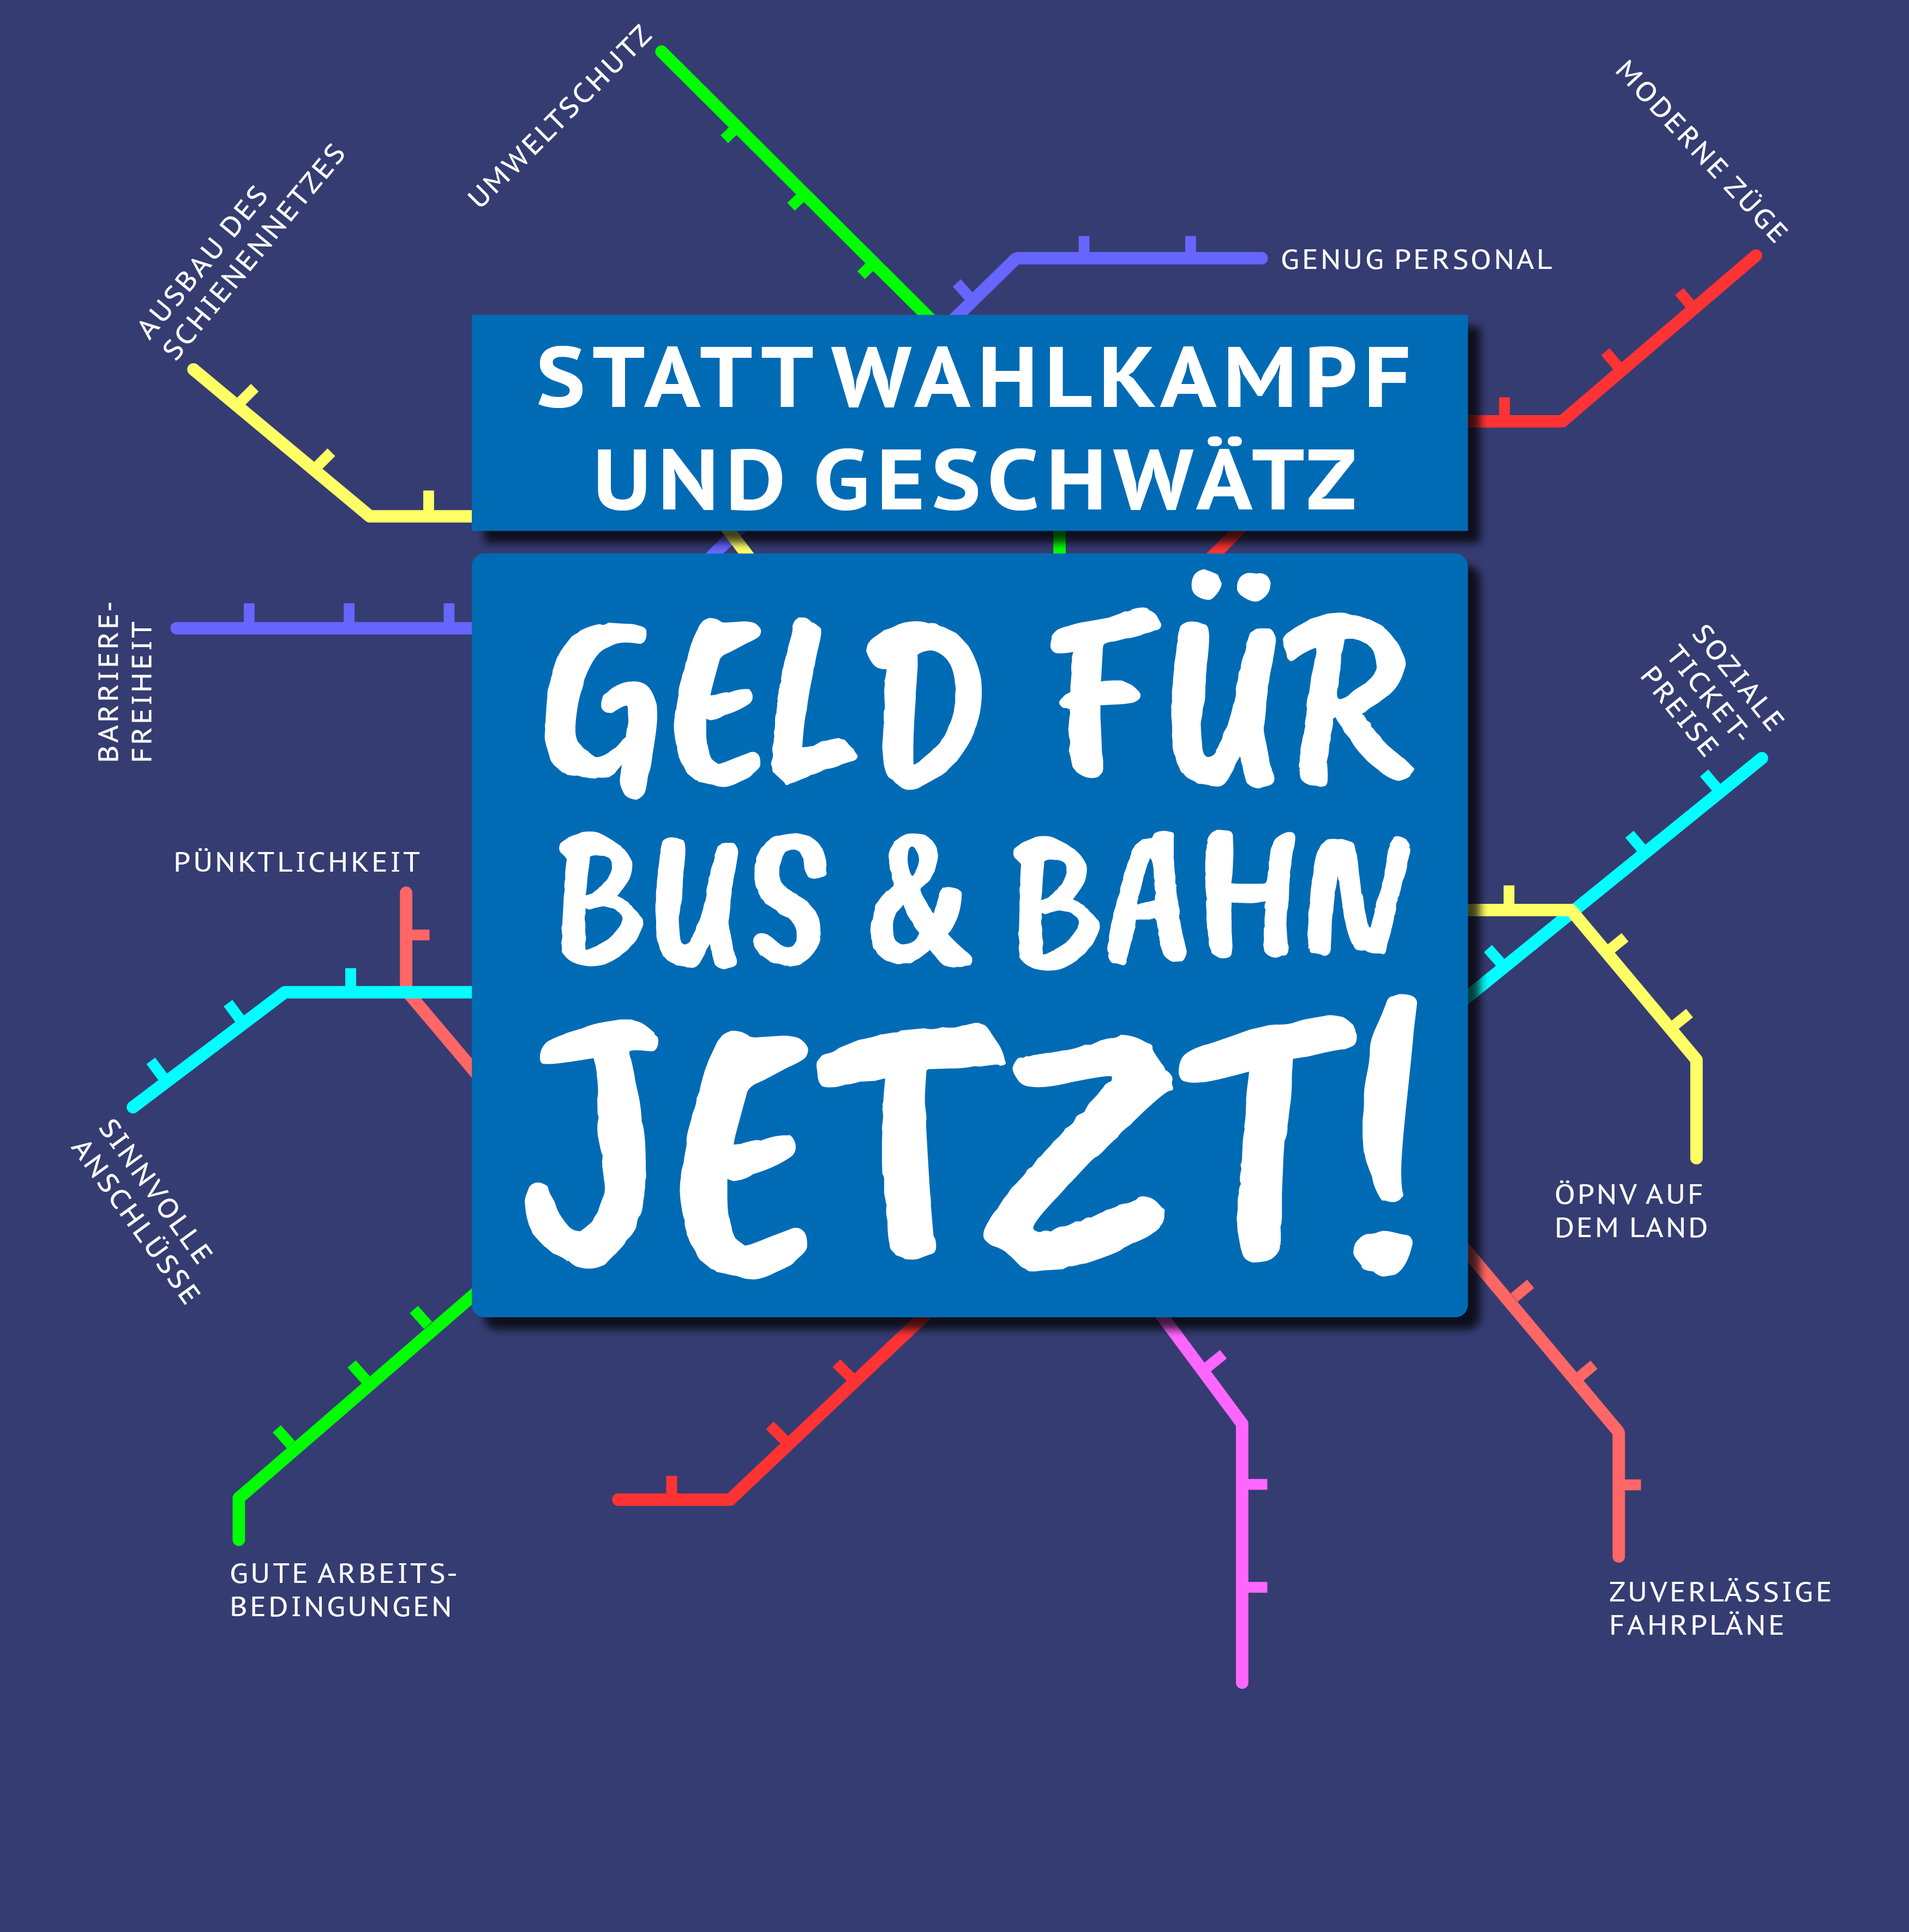 UMWELTSCHUTZ
MODERNE ZÜGE
AUSBAU DES
SCHIENENNETZES
GENUG PERSONAL
STATT WAHLKAMPF
UND GESCHWÄTZ
GELD FÜR
BUS & BAHN
JETZT!
BARRIERE-
FREIHEIT
SOZIALE
TICKET-
PREISE
PÜNKTLICHKEIT
SINNVOLLE
ANSCHLÜSSE
ÖPNV AUF
DEM LAND
GUTE ARBEITS-
BEDINGUNGEN
ZUVERLÄSSIGE
FAHRPLÄNE